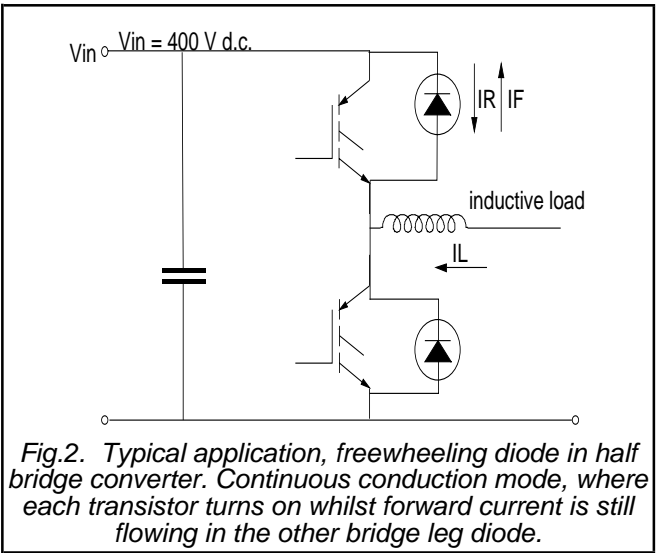 Vin Vin = 400 V d.c.
IR IF
inductive load
IL
Fig.2. Typical application, freewheeling diode in half
bridge converter. Continuous conduction mode, where
each transistor turns on whilst forward current is still
flowing in the other bridge leg diode.